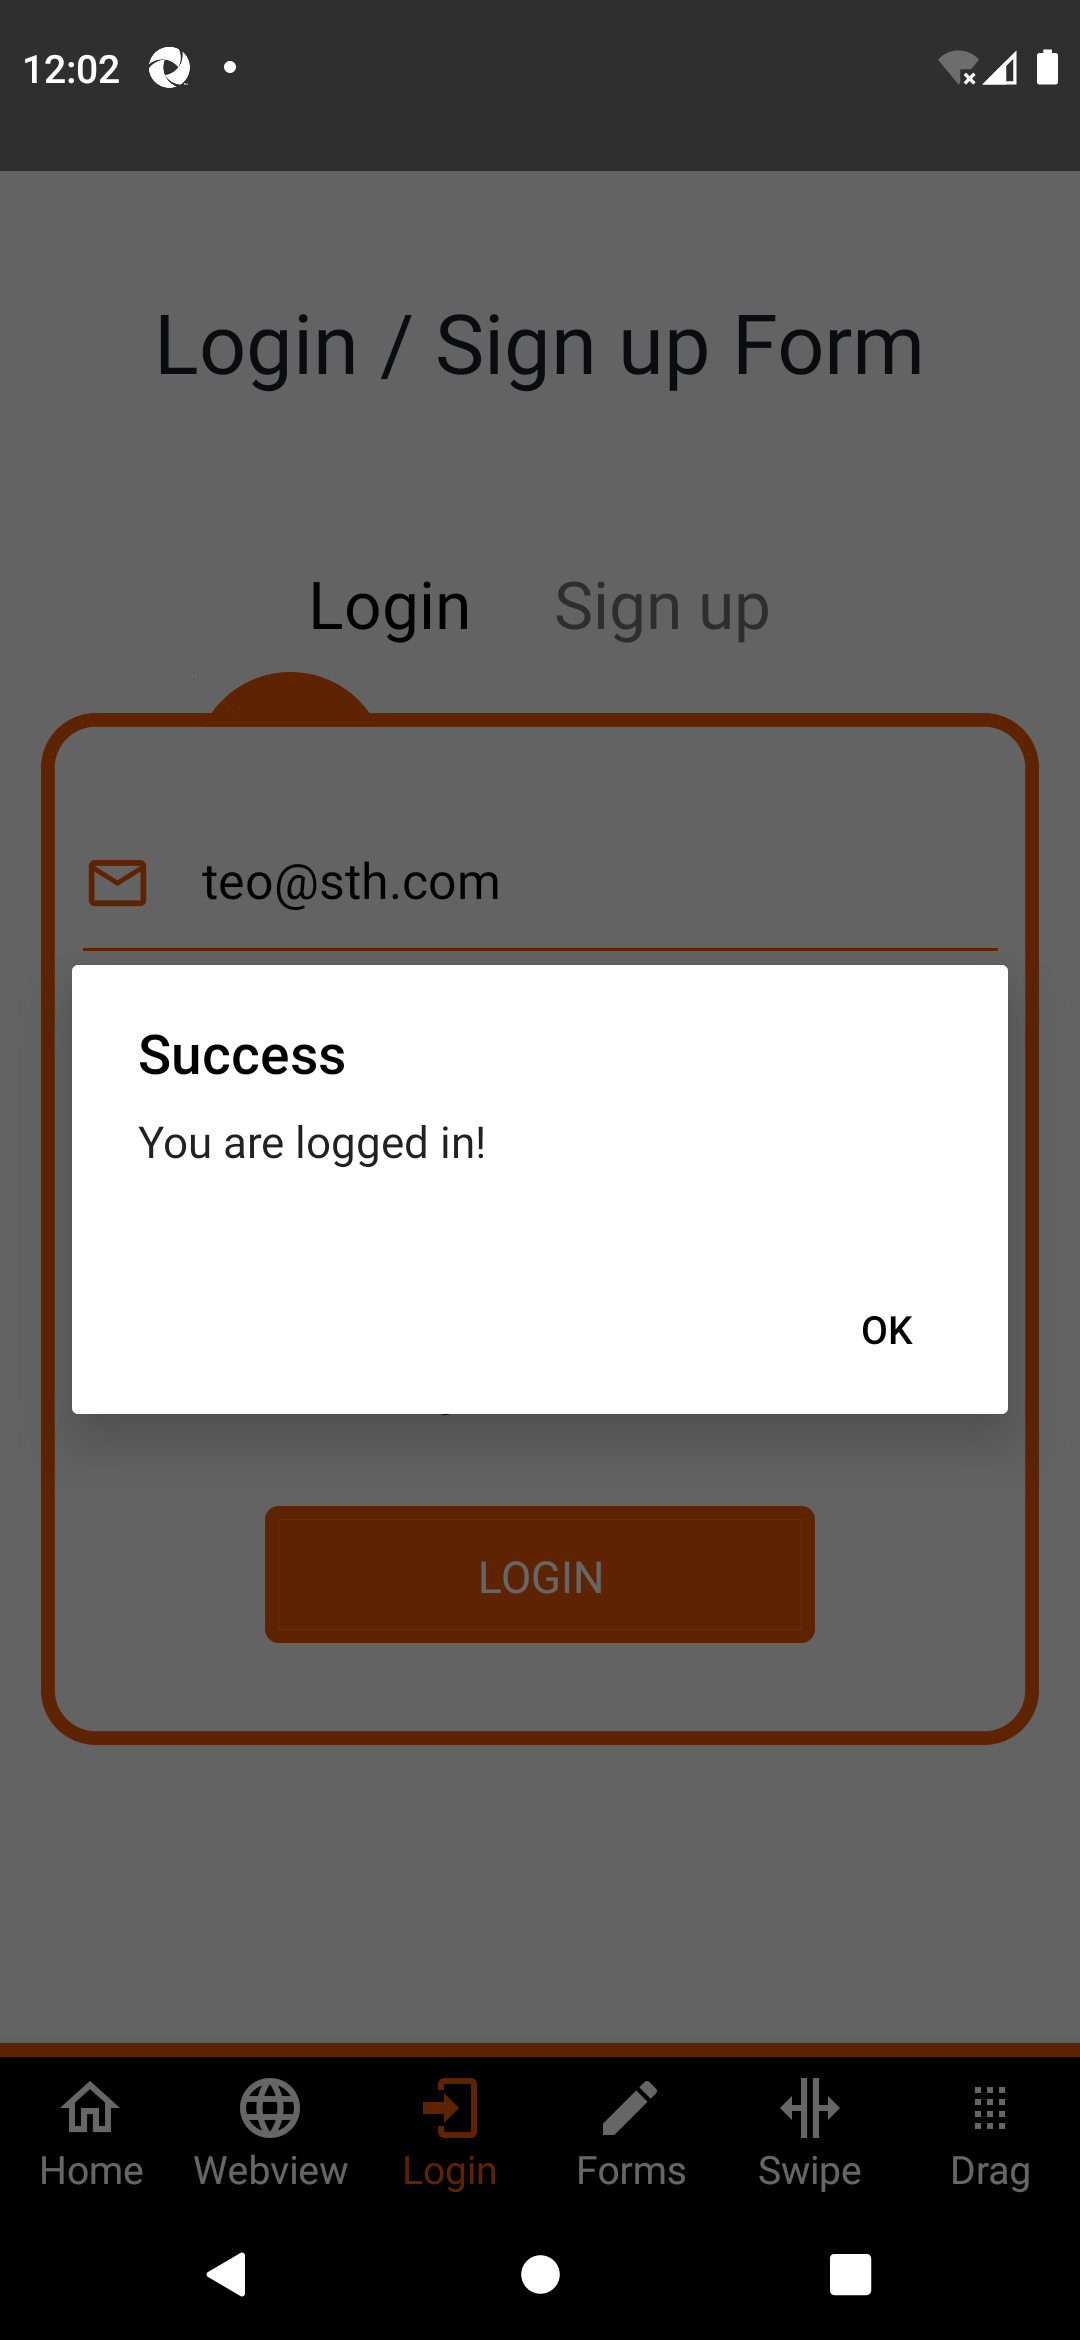 12:02
Login / Sign up Form
Login Sign up
teo@sth.com
Success
You are logged in!
OK
LOGIN
Home Webview Login Forms Swipe Drag